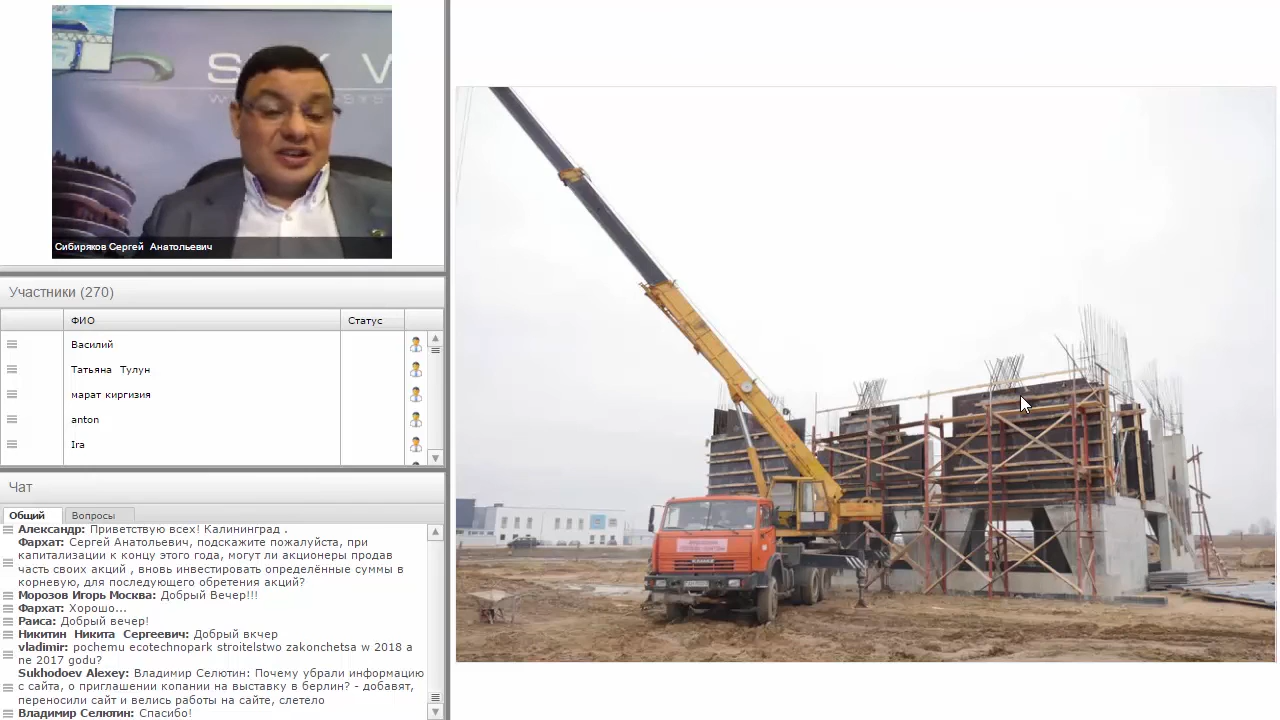 SKY W
Сибиряков Сергей Анатольевич
Участники (270)
ФИО
Статус
Василий
Татьяна Тулун
марат киргизия
anton
Ira
Чат
Общий
Вопросы
Александр: Приветствую всех! Калининград .
Фархат: Сергей Анатольевич, подскажите пожалуйста, при
капитализации к концу этого года, могут ли акционеры продав
часть своих акций , вновь инвестировать определённые суммы в
корневую, для последующего обретения акций?
Морозов Игорь Москва: Добрый Вечер!!!
Фархат: Хорошо...
Раиса: Добрый вечер!
Никитин Никита Сергеевич: Добрый вкчер
vladimir: pochemu ecotechnopark stroitelstwo zakonchetsa w 2018 a
ne 2017 godu?
Sukhodoev Alexey: Владимир Селютин: Почему убрали информацию
с сайта, о приглашении копании на выставку в берлин? - добавят,
переносили сайт и велись работы на сайте, слетело
Владимир Селютин: Спасибо!